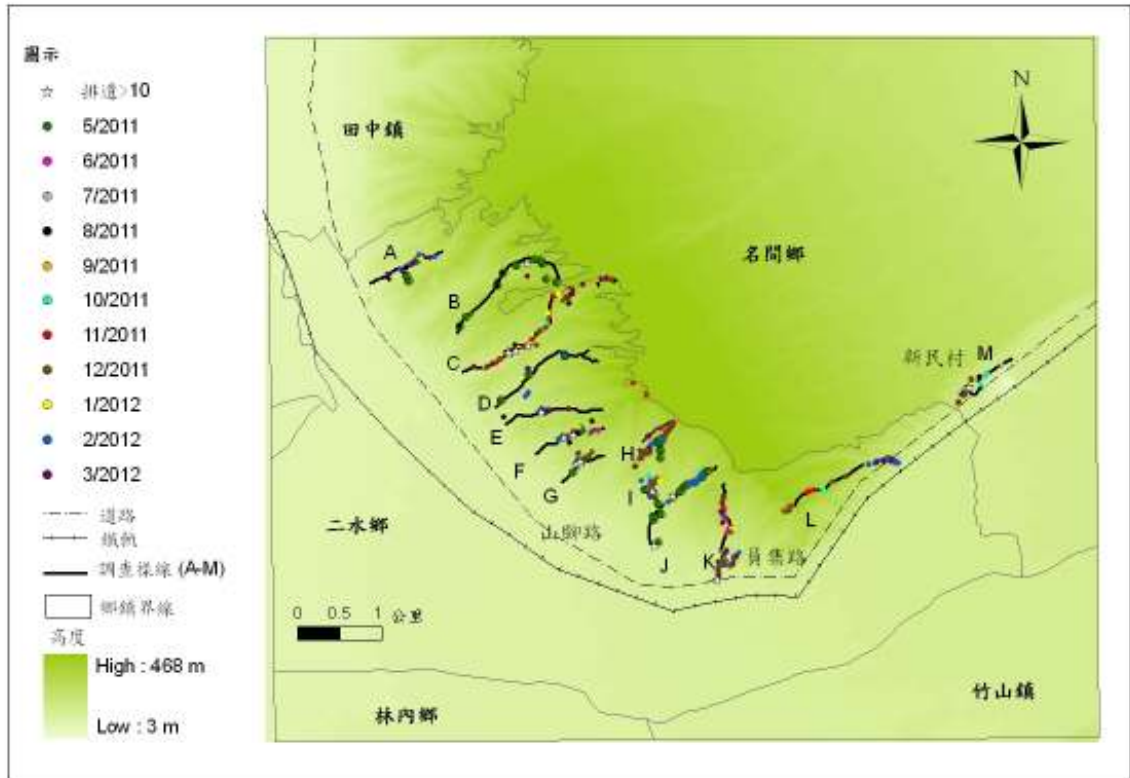 圖示
排遺>10
5/2011
6/2011
7/2011
8/2011
9/2011
10/2011
11/2011
12/2011
1/2012
2/2012
3/2012
道路
鐵軌
調查樣線 (A-M)
鄉鎮界線
高度
High : 468 m
Low : 3 m
N
田中鎮
名間鄉
A
B
C
D
E
F
G
H
I
J
K
L
新民村 M
二水鄉
山腳路
員集路
0 0.5 1 公里
林內鄉
竹山鎮